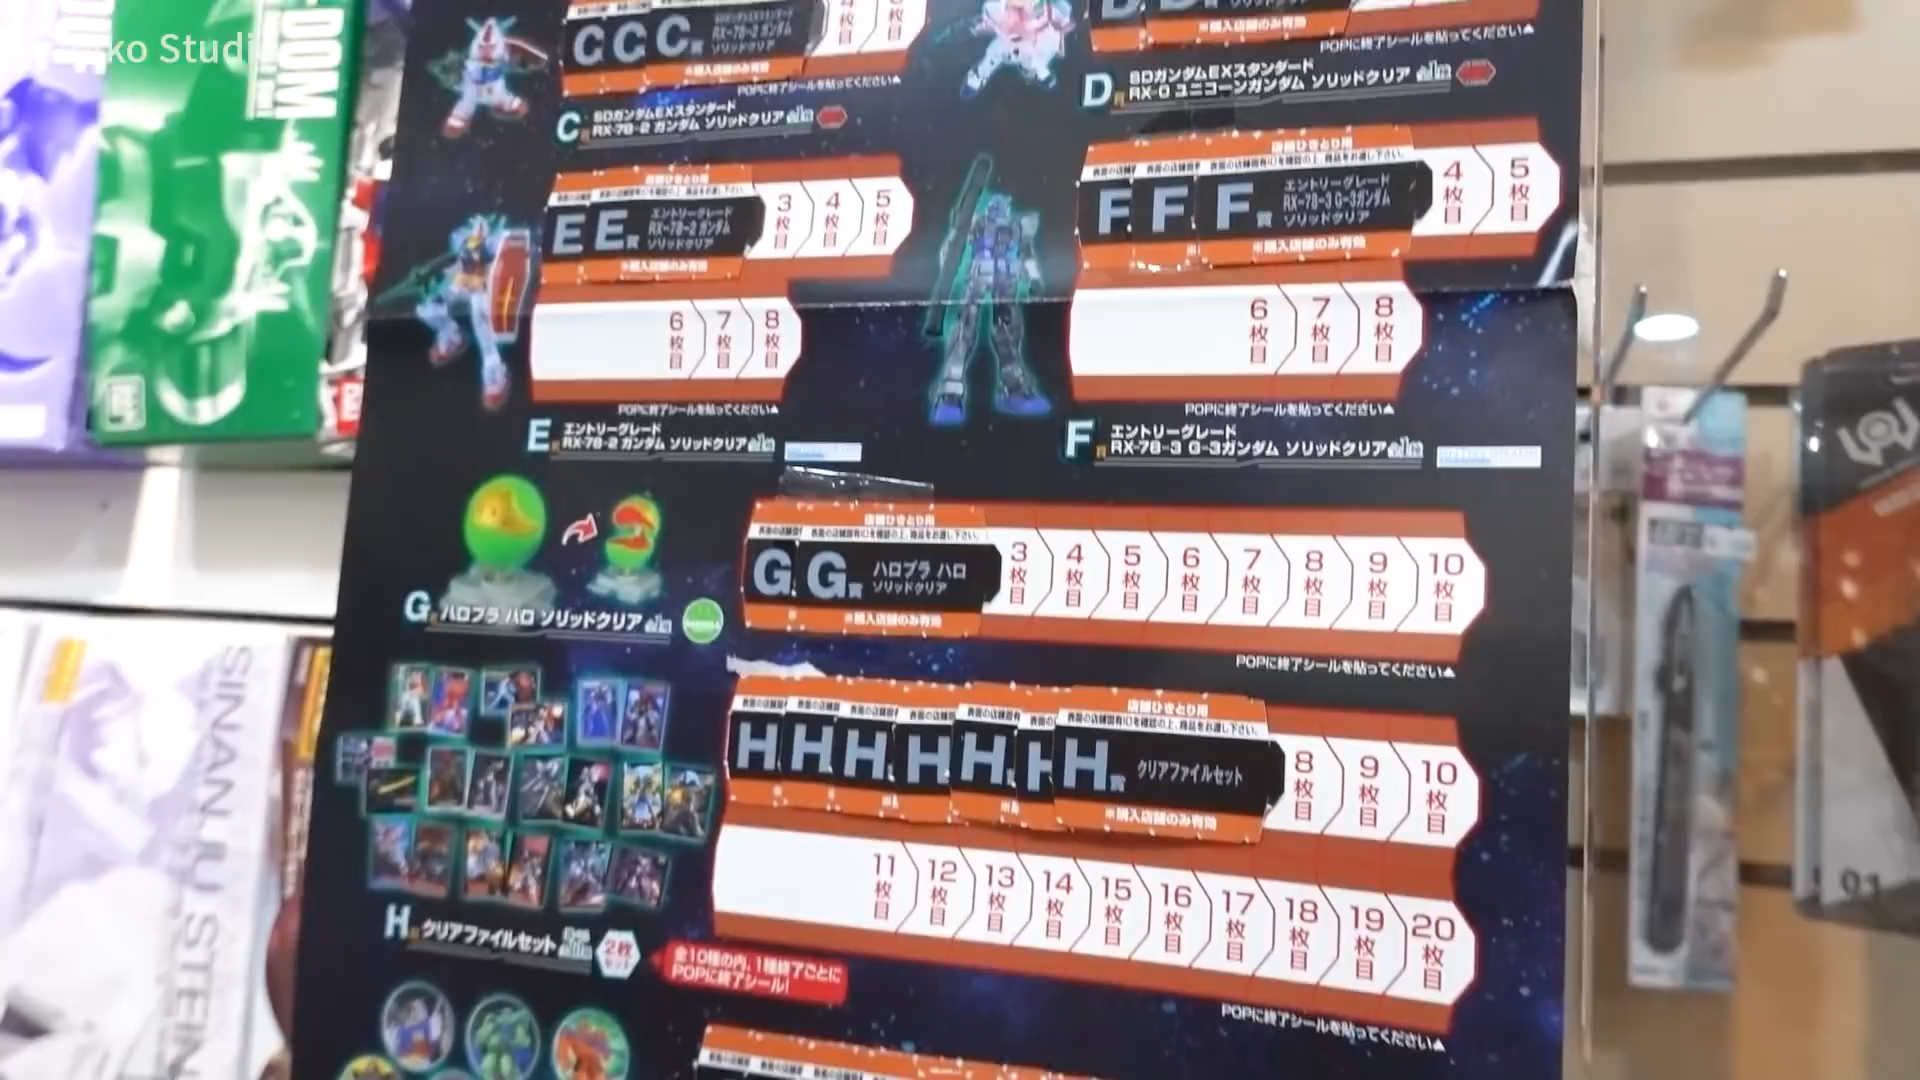 ko Studi
DOM
C C C賞
RX-78-2 ガンダム
ソリッドクリア
※購入店舗のみ有効
POPに終了シールを貼ってください▲
C賞 SDガンダムEXスタンダード
RX-78-2 ガンダム ソリッドクリア
※購入店舗のみ有効
POPに終了シールを貼ってください▲
D賞 SDガンダムEXスタンダード
RX-0 ユニコーンガンダム ソリッドクリア
店舗ひきとり用
E E賞 エントリーグレード
RX-78-2 ガンダム
ソリッドクリア
※購入店舗のみ有効
3枚目 4枚目 5枚目
6枚目 7枚目 8枚目
POPに終了シールを貼ってください▲
E賞 エントリーグレード
RX-78-2 ガンダム ソリッドクリア
店舗ひきとり用
F F F賞 エントリーグレード
RX-78-3 G-3ガンダム
ソリッドクリア
※購入店舗のみ有効
4枚目 5枚目
6枚目 7枚目 8枚目
POPに終了シールを貼ってください▲
F賞 エントリーグレード
RX-78-3 G-3ガンダム ソリッドクリア
店舗ひきとり用
G G賞 ハロプラ ハロ
ソリッドクリア
※購入店舗のみ有効
3枚目 4枚目 5枚目 6枚目 7枚目 8枚目 9枚目 10枚目
POPに終了シールを貼ってください▲
G賞 ハロプラ ハロ ソリッドクリア
店舗ひきとり用
H H H H H H H賞 クリアファイルセット
※購入店舗のみ有効
8枚目 9枚目 10枚目
11枚目 12枚目 13枚目 14枚目 15枚目 16枚目 17枚目 18枚目 19枚目 20枚目
POPに終了シールを貼ってください▲
H賞 クリアファイルセット
2枚セット
全10種の内、1種終了ごとに
POPに終了シール!
SINANJU STEIN
01